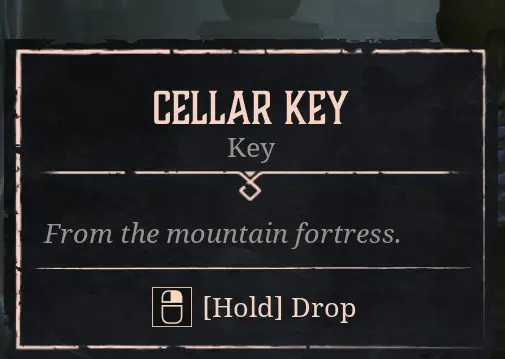 CELLAR KEY
Key
From the mountain fortress.
[Hold] Drop